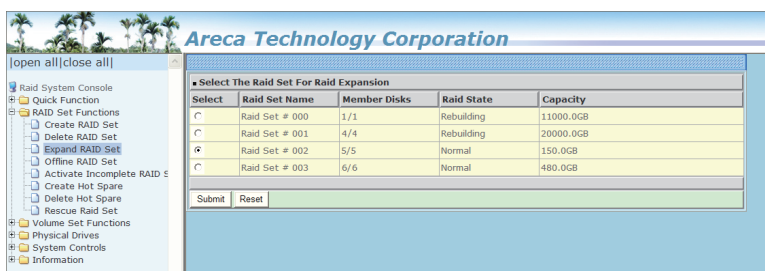 Areca Technology Corporation
|open all|close all|
Raid System Console
Quick Function
RAID Set Functions
Create RAID Set
Delete RAID Set
Expand RAID Set
Offline RAID Set
Activate Incomplete RAID S
Create Hot Spare
Delete Hot Spare
Rescue Raid Set
Volume Set Functions
Physical Drives
System Controls
Information
Select The Raid Set For Raid Expansion
Select Raid Set Name Member Disks Raid State Capacity
Raid Set # 000 1/1 Rebuilding 11000.0GB
Raid Set # 001 4/4 Rebuilding 20000.0GB
Raid Set # 002 5/5 Normal 150.0GB
Raid Set # 003 6/6 Normal 480.0GB
Submit Reset